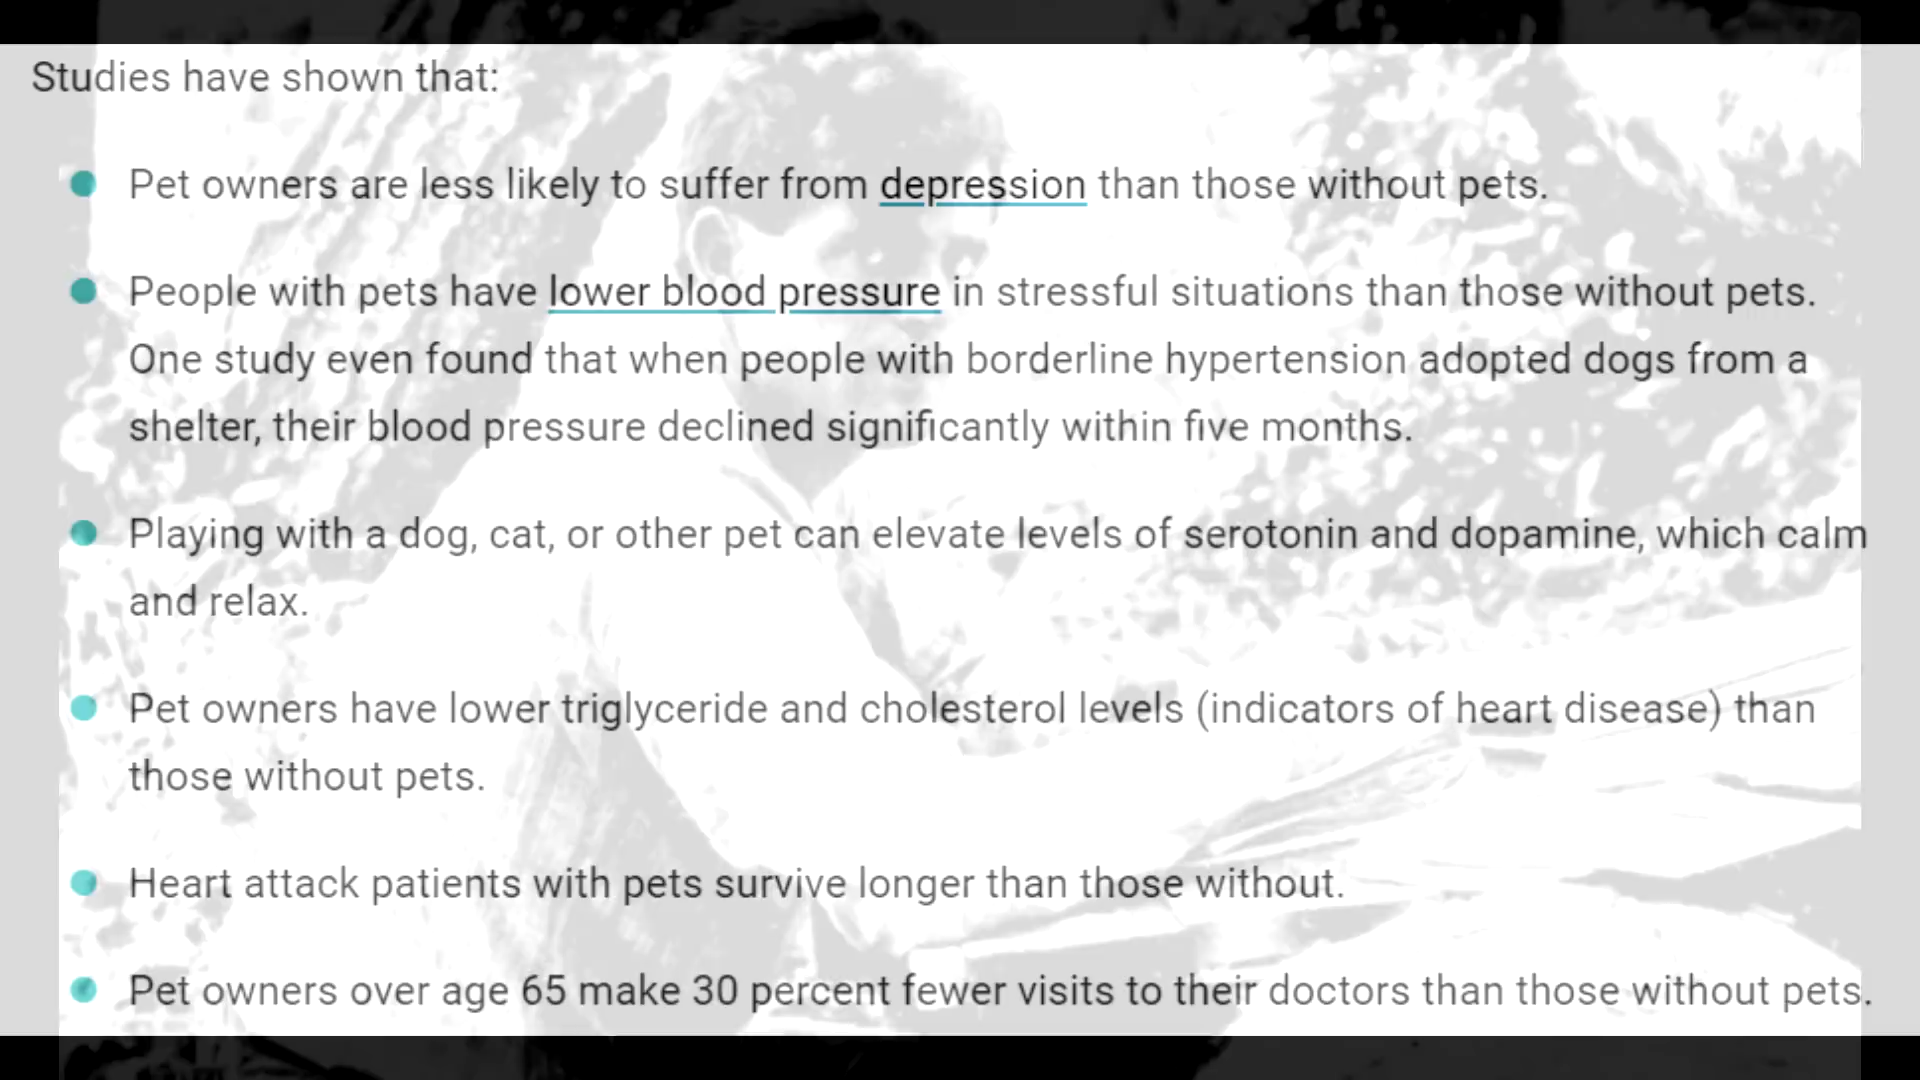 Studies have shown that:
Pet owners are less likely to suffer from depression than those without pets.
People with pets have lower blood pressure in stressful situations than those without pets.
One study even found that when people with borderline hypertension adopted dogs from a
shelter, their blood pressure declined significantly within five months.
Playing with a dog, cat, or other pet can elevate levels of serotonin and dopamine, which calm
and relax.
Pet owners have lower triglyceride and cholesterol levels (indicators of heart disease) than
those without pets.
Heart attack patients with pets survive longer than those without.
Pet owners over age 65 make 30 percent fewer visits to their doctors than those without pets.